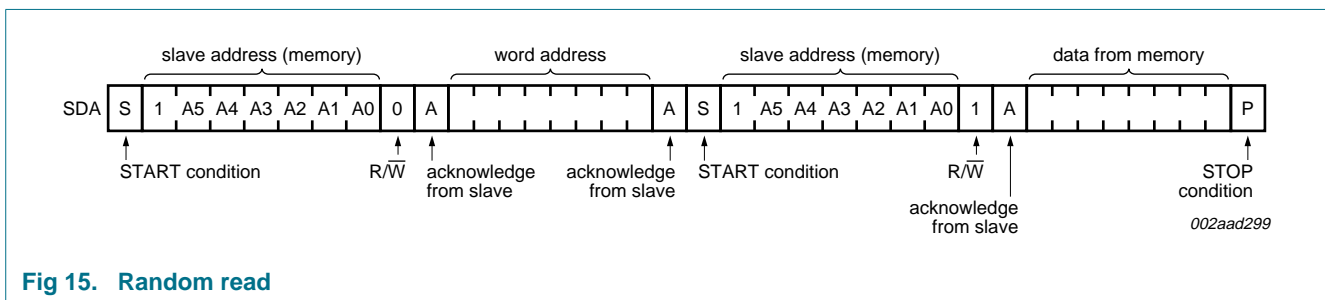 slave address (memory) word address slave address (memory) data from memory
SDA S 1 A5 A4 A3 A2 A1 A0 0 A A S 1 A5 A4 A3 A2 A1 A0 1 A P
START condition R/W̅ acknowledge from slave acknowledge from slave START condition R/W̅ STOP condition
acknowledge from slave
002aad299
Fig 15. Random read